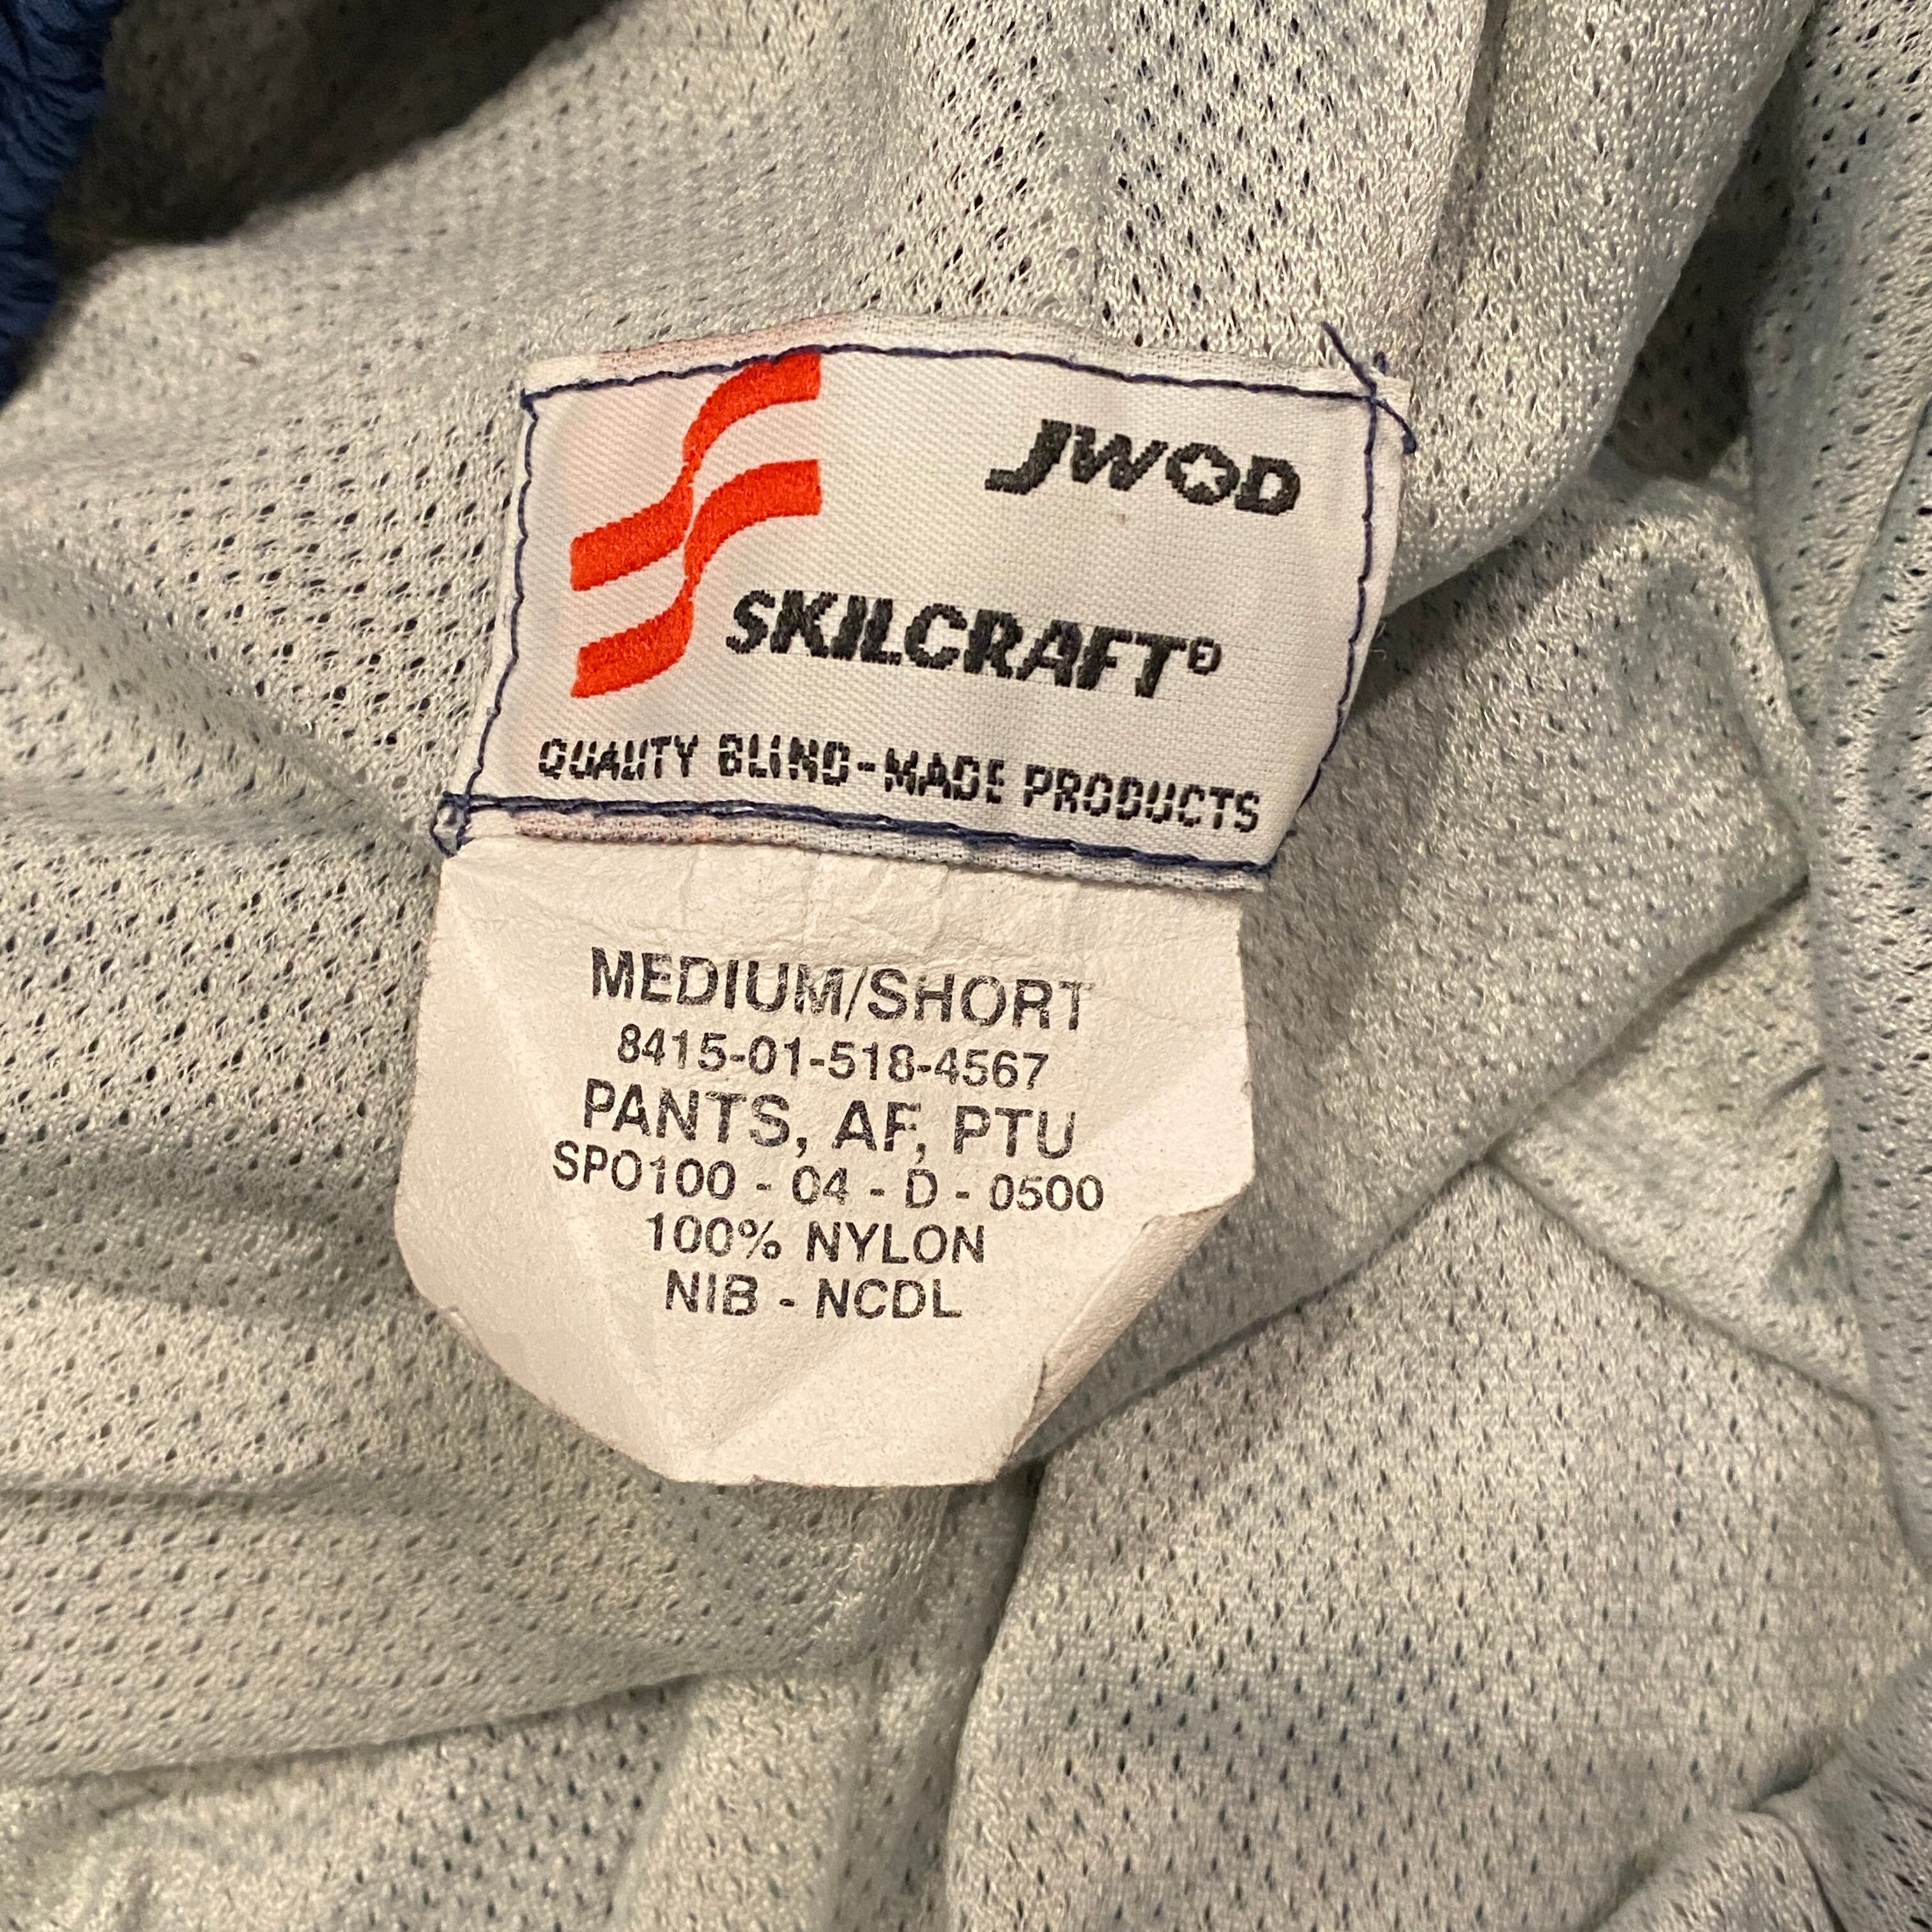 JWOD
SKILCRAFT®
QUALITY BLIND-MADE PRODUCTS
MEDIUM/SHORT
8415-01-518-4567
PANTS, AF, PTU
SPO100 - 04 - D - 0500
100% NYLON
NIB - NCDL